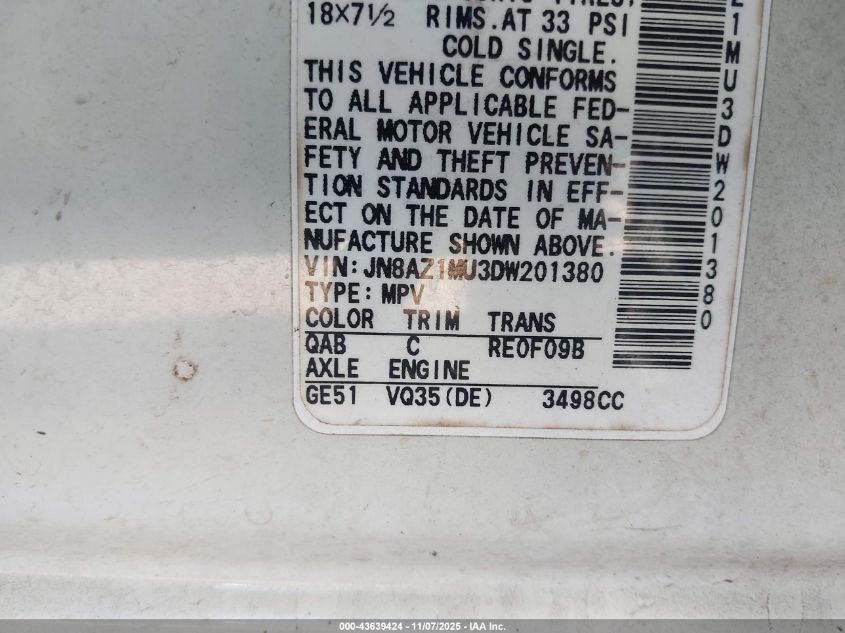 18X7½ RIMS.AT 33 PSI
COLD SINGLE.
THIS VEHICLE CONFORMS
TO ALL APPLICABLE FED-
ERAL MOTOR VEHICLE SA-
FETY AND THEFT PREVEN-
TION STANDARDS IN EFF-
ECT ON THE DATE OF MA-
NUFACTURE SHOWN ABOVE.
VIN:JN8AZ1MU3DW201380
TYPE:MPV
COLOR TRIM TRANS
QAB C RE0F09B
AXLE ENGINE
GE51 VQ35(DE) 3498CC
1MU3DW201380
000-43639424 - 11/07/2025 - IAA Inc.